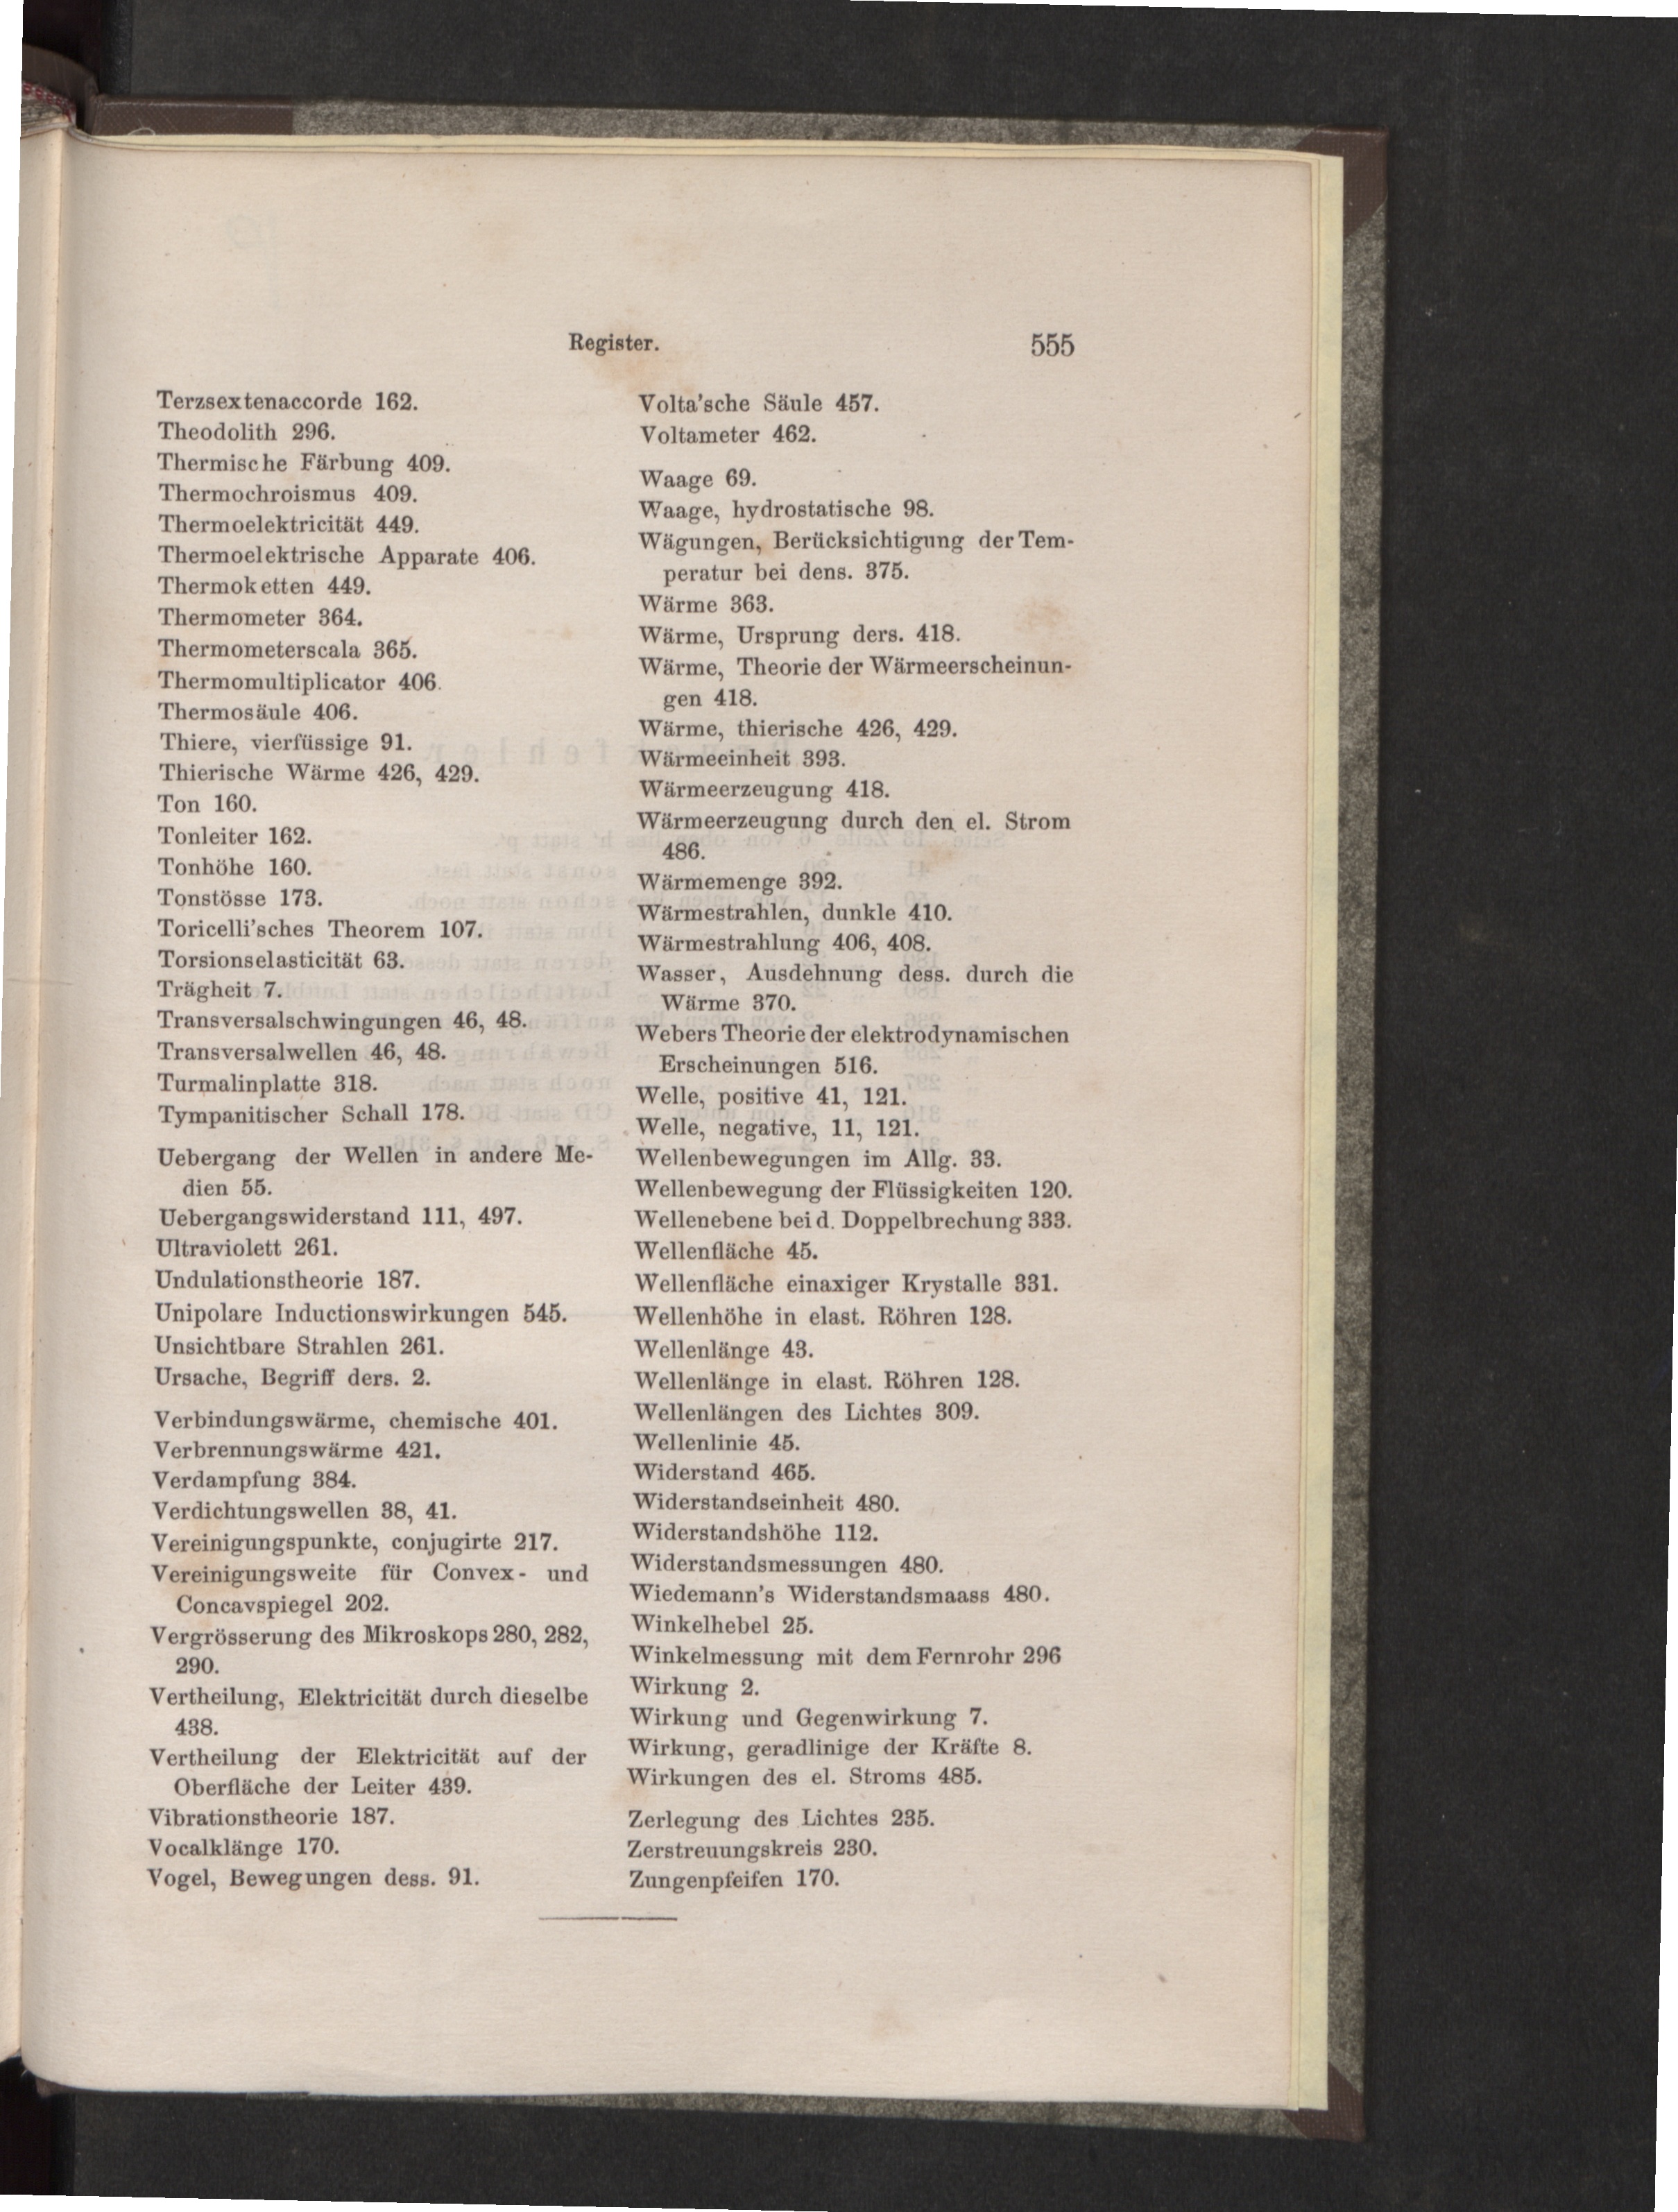 Register.
555
Terzsextenaccorde 162.
Theodolith 296.
Thermische Färbung 409.
Thermochroismus 409.
Thermoelektricität 449.
Thermoelektrische Apparate 406.
Thermoketten 449.
Thermometer 364.
Thermometerscala 365.
Thermomultiplicator 406.
Thermosäule 406.
Thiere, vierfüssige 91.
Thierische Wärme 426, 429.
Ton 160.
Tonleiter 162.
Tonhöhe 160.
Tonstösse 173.
Toricelli'sches Theorem 107.
Torsionselasticität 63.
Trägheit 7.
Transversalschwingungen 46, 48.
Transversalwellen 46, 48.
Turmalinplatte 318.
Tympanitischer Schall 178.
Uebergang der Wellen in andere Me-
dien 55.
Uebergangswiderstand 111, 497.
Ultraviolett 261.
Undulationstheorie 187.
Unipolare Inductionswirkungen 545.
Unsichtbare Strahlen 261.
Ursache, Begriff ders. 2.
Verbindungswärme, chemische 401.
Verbrennungswärme 421.
Verdampfung 384.
Verdichtungswellen 38, 41.
Vereinigungspunkte, conjugirte 217.
Vereinigungsweite für Convex- und
Concavspiegel 202.
Vergrösserung des Mikroskops 280, 282,
290.
Vertheilung, Elektricität durch dieselbe
438.
Vertheilung der Elektricität auf der
Oberfläche der Leiter 439.
Vibrationstheorie 187.
Vocalklänge 170.
Vogel, Bewegungen dess. 91.
Volta'sche Säule 457.
Voltameter 462.
Waage 69.
Waage, hydrostatische 98.
Wägungen, Berücksichtigung der Tem-
peratur bei dens. 375.
Wärme 363.
Wärme, Ursprung ders. 418.
Wärme, Theorie der Wärmeerscheinun-
gen 418.
Wärme, thierische 426, 429.
Wärmeeinheit 393.
Wärmeerzeugung 418.
Wärmeerzeugung durch den el. Strom
486.
Wärmemenge 392.
Wärmestrahlen, dunkle 410.
Wärmestrahlung 406, 408.
Wasser, Ausdehnung dess. durch die
Wärme 370.
Webers Theorie der elektrodynamischen
Erscheinungen 516.
Welle, positive 41, 121.
Welle, negative, 11, 121.
Wellenbewegungen im Allg. 33.
Wellenbewegung der Flüssigkeiten 120.
Wellenebene bei d. Doppelbrechung 333.
Wellenfläche 45.
Wellenfläche einaxiger Krystalle 331.
Wellenhöhe in elast. Röhren 128.
Wellenlänge 43.
Wellenlänge in elast. Röhren 128.
Wellenlängen des Lichtes 309.
Wellenlinie 45.
Widerstand 465.
Widerstandseinheit 480.
Widerstandshöhe 112.
Widerstandsmessungen 480.
Wiedemann's Widerstandsmaass 480.
Winkelhebel 25.
Winkelmessung mit dem Fernrohr 296
Wirkung 2.
Wirkung und Gegenwirkung 7.
Wirkung, geradlinige der Kräfte 8.
Wirkungen des el. Stroms 485.
Zerlegung des Lichtes 235.
Zerstreuungskreis 230.
Zungenpfeifen 170.